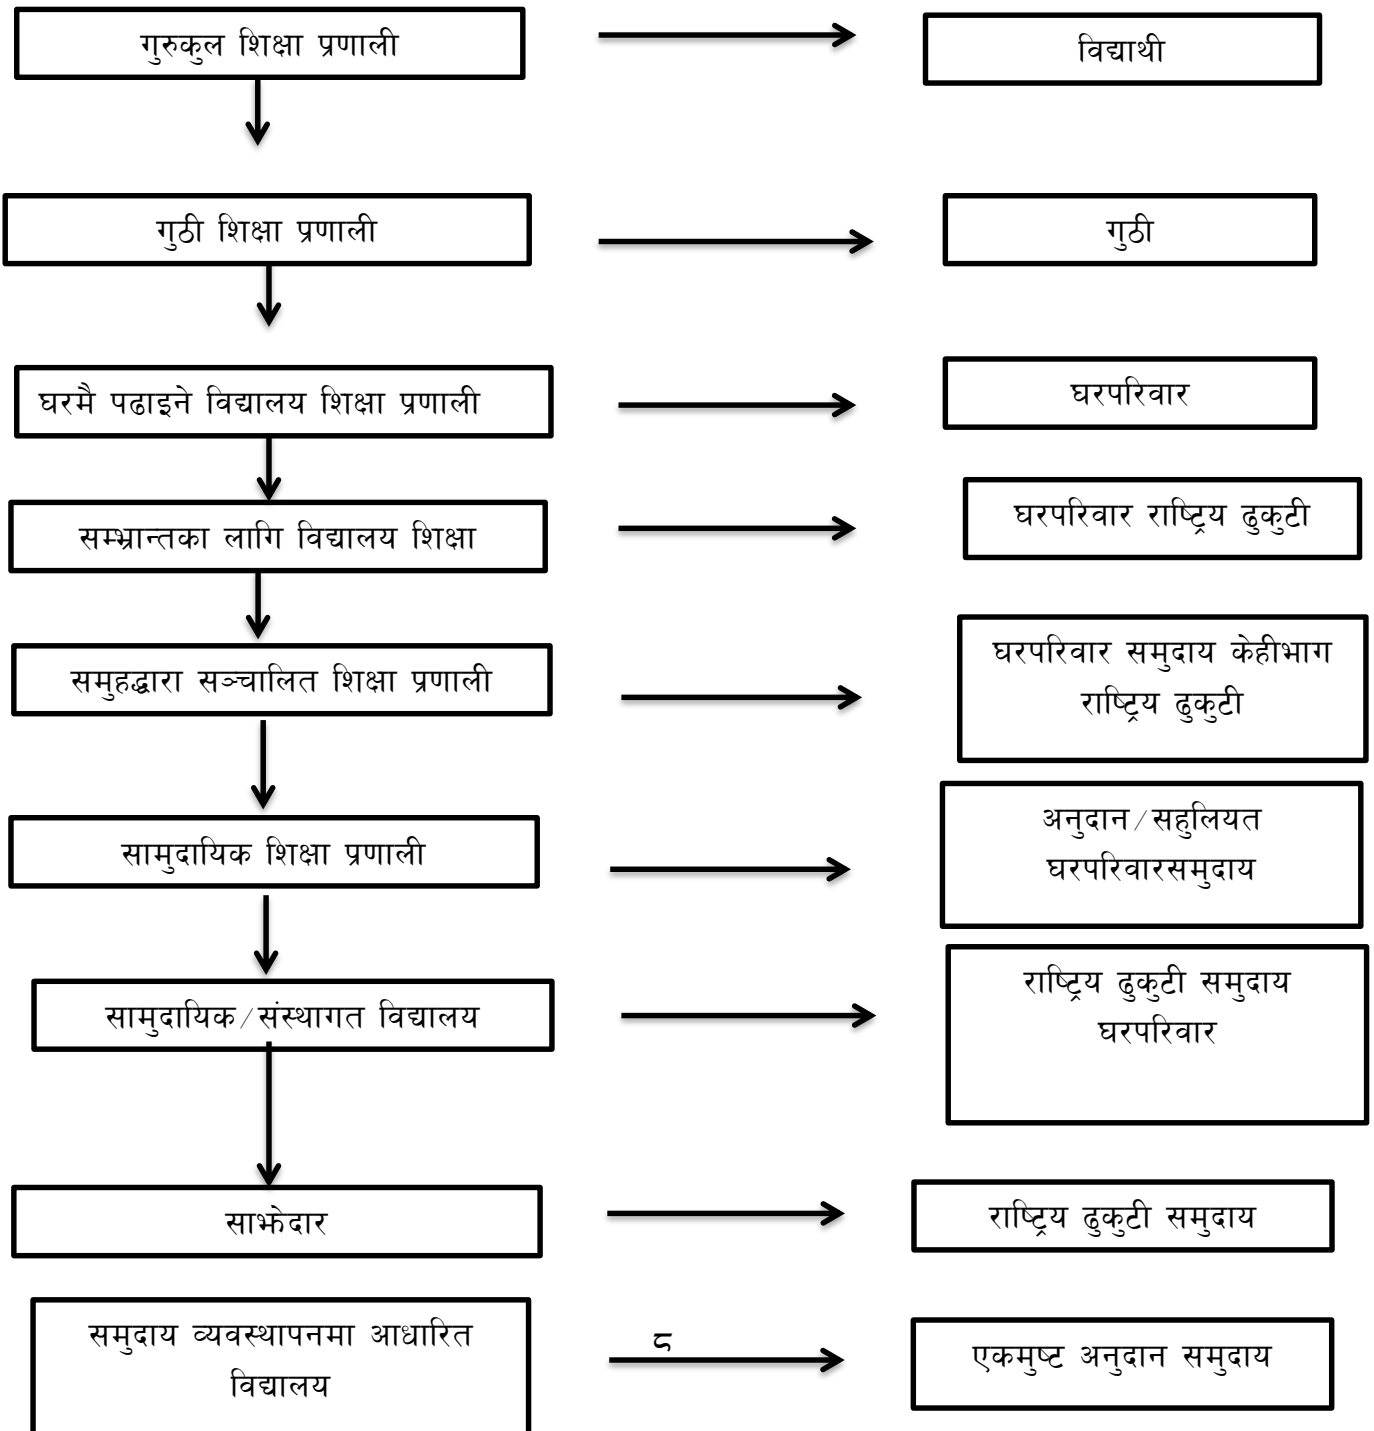 गुरुकुल शिक्षा प्रणाली
विद्याथी
गुठी शिक्षा प्रणाली
गुठी
घरमै पढाइने विद्यालय शिक्षा प्रणाली
घरपरिवार
सम्भ्रान्तका लागि विद्यालय शिक्षा
घरपरिवार राष्ट्रिय ढुकुटी
समुहद्धारा सञ्चालित शिक्षा प्रणाली
घरपरिवार समुदाय केहीभाग
राष्ट्रिय ढुकुटी
सामुदायिक शिक्षा प्रणाली
अनुदान/सहुलियत
घरपरिवारसमुदाय
सामुदायिक/संस्थागत विद्यालय
राष्ट्रिय ढुकुटी समुदाय
घरपरिवार
साझेदार
राष्ट्रिय ढुकुटी समुदाय
समुदाय व्यवस्थापनमा आधारित
विद्यालय
८
एकमुष्ट अनुदान समुदाय